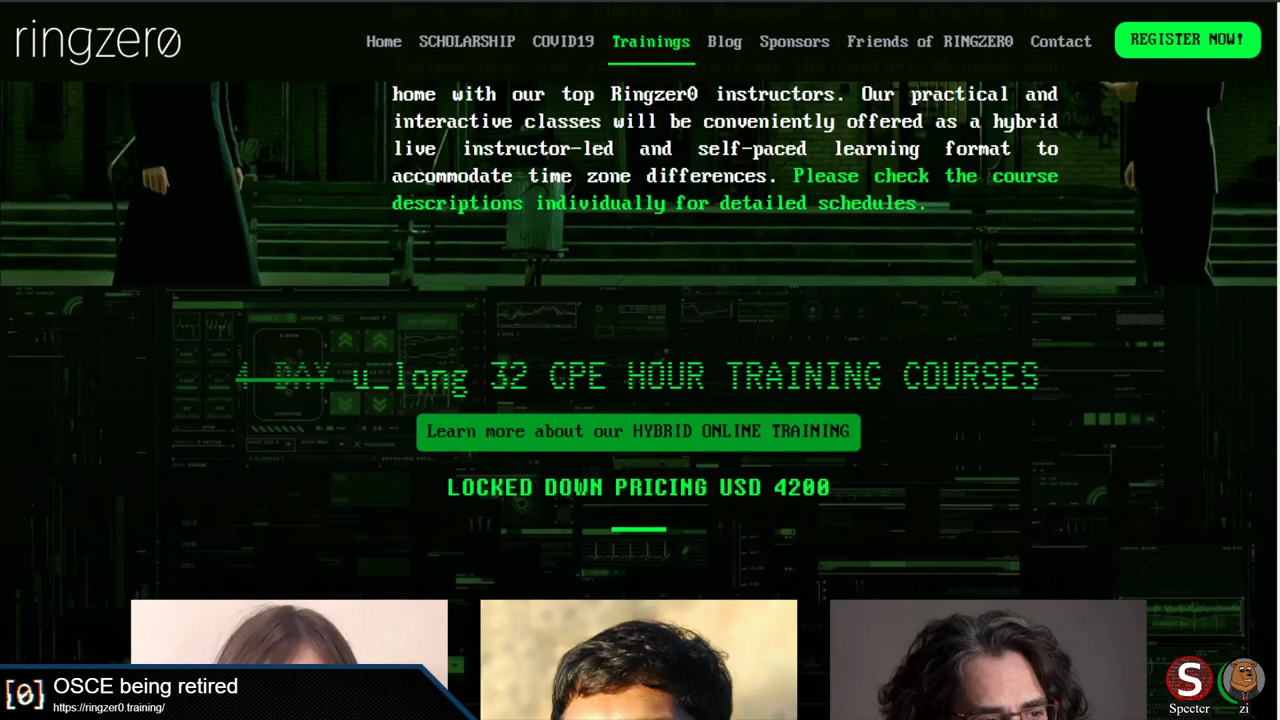 ringzerø
Home SCHOLARSHIP COVID19 Trainings Blog Sponsors Friends of RINGZER0 Contact REGISTER NOW!
home with our top Ringzer0 instructors. Our practical and
interactive classes will be conveniently offered as a hybrid
live instructor-led and self-paced learning format to
accommodate time zone differences. Please check the course
descriptions individually for detailed schedules.
4 DAY u_long 32 CPE HOUR TRAINING COURSES
Learn more about our HYBRID ONLINE TRAINING
LOCKED DOWN PRICING USD 4200
[0] OSCE being retired
https://ringzer0.training/
S
Specter
zi